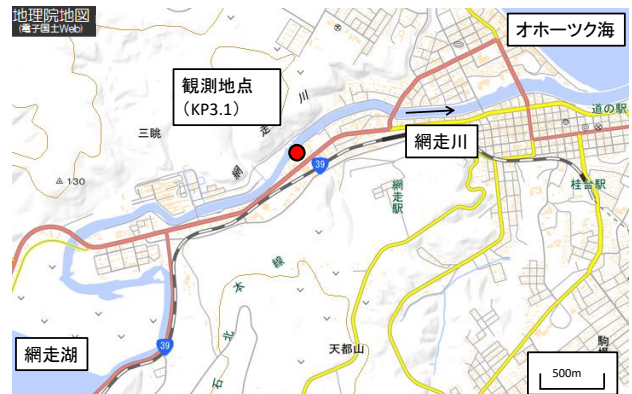 地理院地図
(電子国土Web)
オホーツク海
観測地点
(KP3.1)
網走川
三眺
道の駅
網走川
39
130
網走駅
桂台駅
石北本線
網走湖
39
天都山
駒場
500m